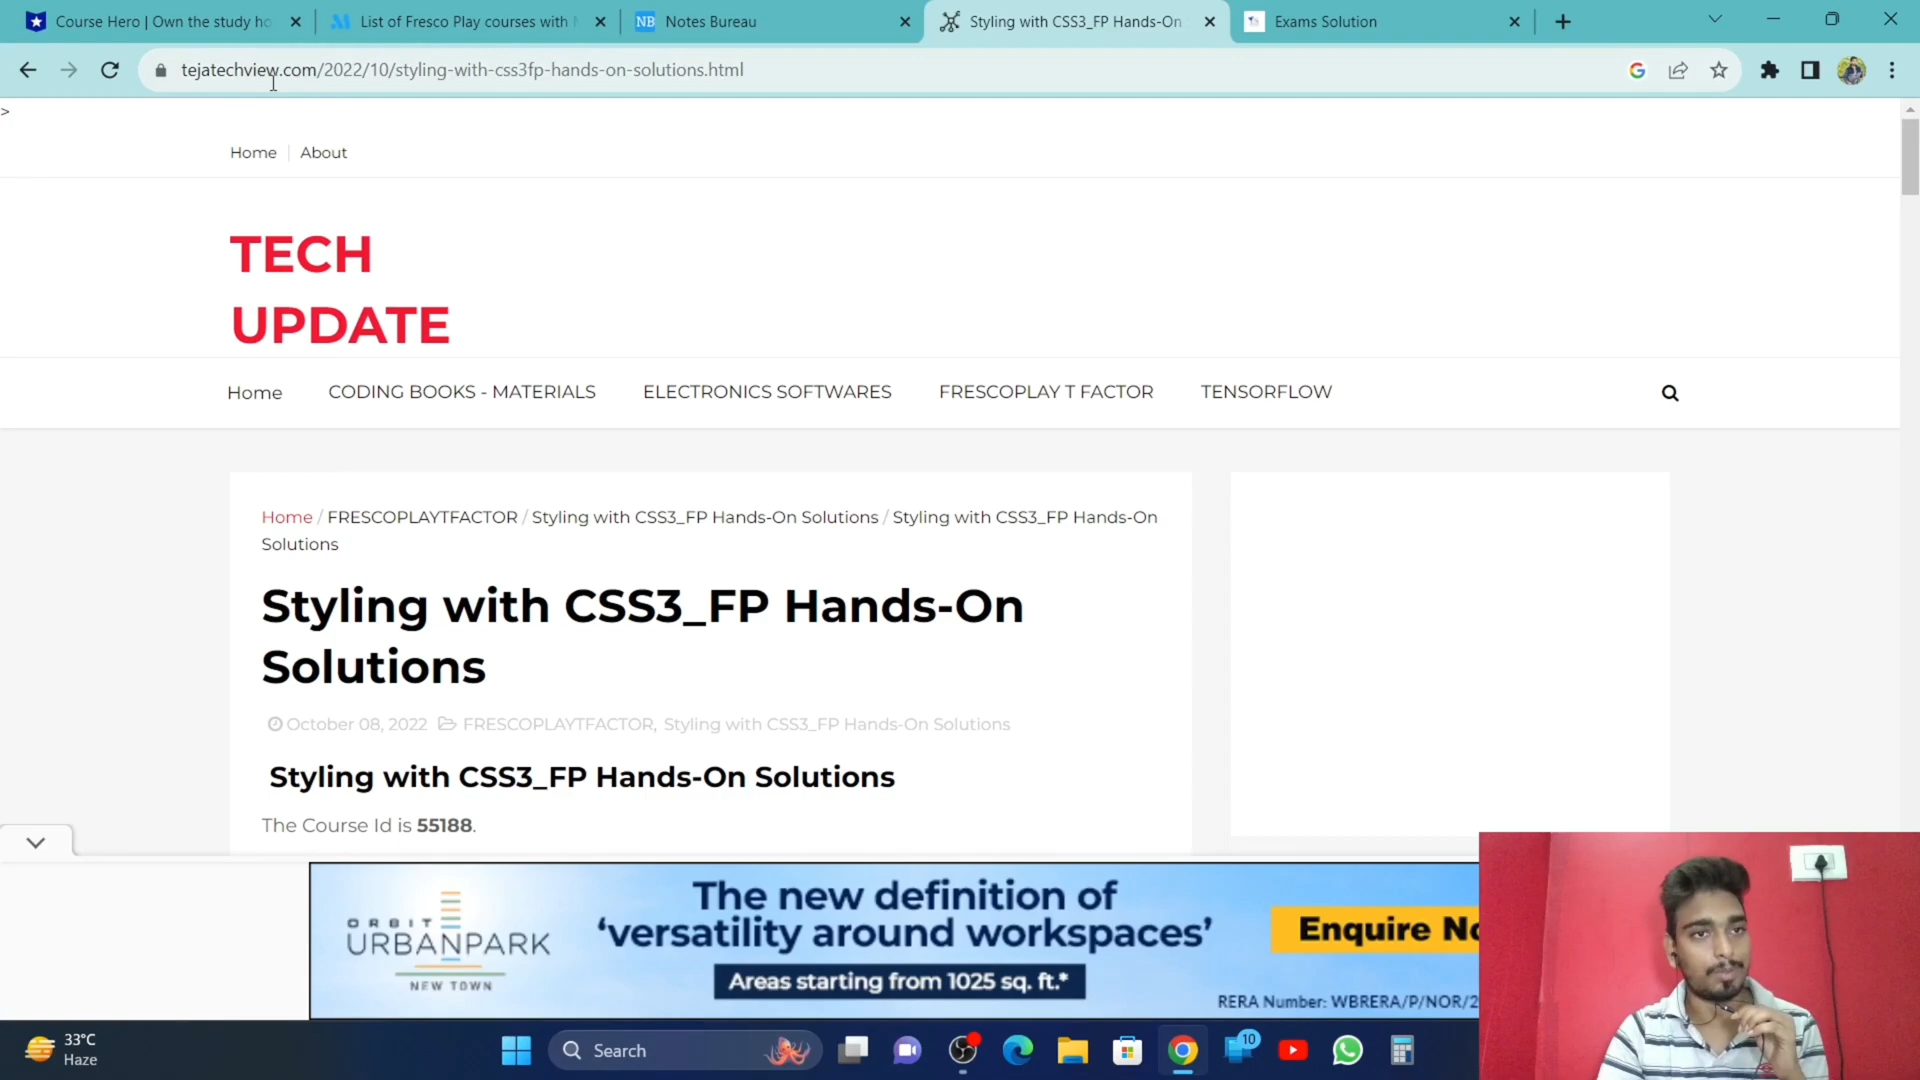 Course Hero | Own the study ho
List of Fresco Play courses with
NB Notes Bureau
Styling with CSS3_FP Hands-On
Exams Solution
tejatechview.com/2022/10/styling-with-css3fp-hands-on-solutions.html
>
Home About
TECH
UPDATE
Home CODING BOOKS - MATERIALS ELECTRONICS SOFTWARES FRESCOPLAY T FACTOR TENSORFLOW
Home / FRESCOPLAYTFACTOR / Styling with CSS3_FP Hands-On Solutions / Styling with CSS3_FP Hands-On
Solutions
Styling with CSS3_FP Hands-On
Solutions
October 08, 2022 FRESCOPLAYTFACTOR, Styling with CSS3_FP Hands-On Solutions
Styling with CSS3_FP Hands-On Solutions
The Course Id is 55188.
ORBIT
URBANPARK
NEW TOWN
The new definition of
‘versatility around workspaces’
Areas starting from 1025 sq. ft.*
Enquire No
RERA Number: WBRERA/P/NOR/2
33°C
Haze
Search
10